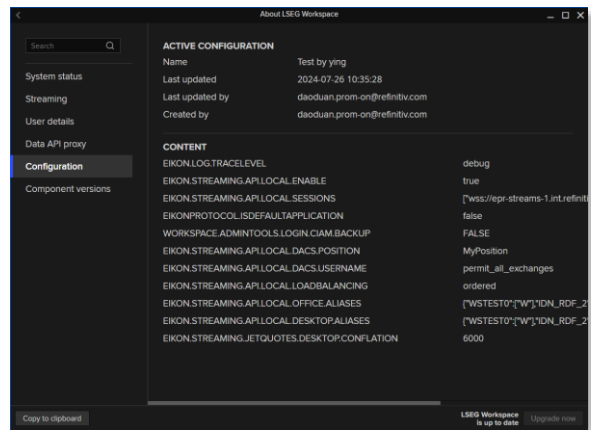 About LSEG Workspace
Search
System status
Streaming
User details
Data API proxy
Configuration
Component versions
ACTIVE CONFIGURATION
Name Test by ying
Last updated 2024-07-26 10:35:28
Last updated by daoduan.prom-on@refinitiv.com
Created by daoduan.prom-on@refinitiv.com
CONTENT
EIKON.LOG.TRACELEVEL debug
EIKON.STREAMING.API.LOCAL.ENABLE true
EIKON.STREAMING.API.LOCAL.SESSIONS ["wss://epr-streams-1.int.refiniti
EIKONPROTOCOL.ISDEFAULTAPPLICATION false
WORKSPACE.ADMINTOOLS.LOGIN.CIAM.BACKUP FALSE
EIKON.STREAMING.API.LOCAL.DACS.POSITION MyPosition
EIKON.STREAMING.API.LOCAL.DACS.USERNAME permit_all_exchanges
EIKON.STREAMING.API.LOCAL.LOADBALANCING ordered
EIKON.STREAMING.API.LOCAL.OFFICE.ALIASES {"WSTEST0":["W"],"IDN_RDF_2"
EIKON.STREAMING.API.LOCAL.DESKTOP.ALIASES {"WSTEST0":["W"],"IDN_RDF_2"
EIKON.STREAMING.JETQUOTES.DESKTOP.CONFLATION 6000
Copy to clipboard
LSEG Workspace
is up to date
Upgrade now